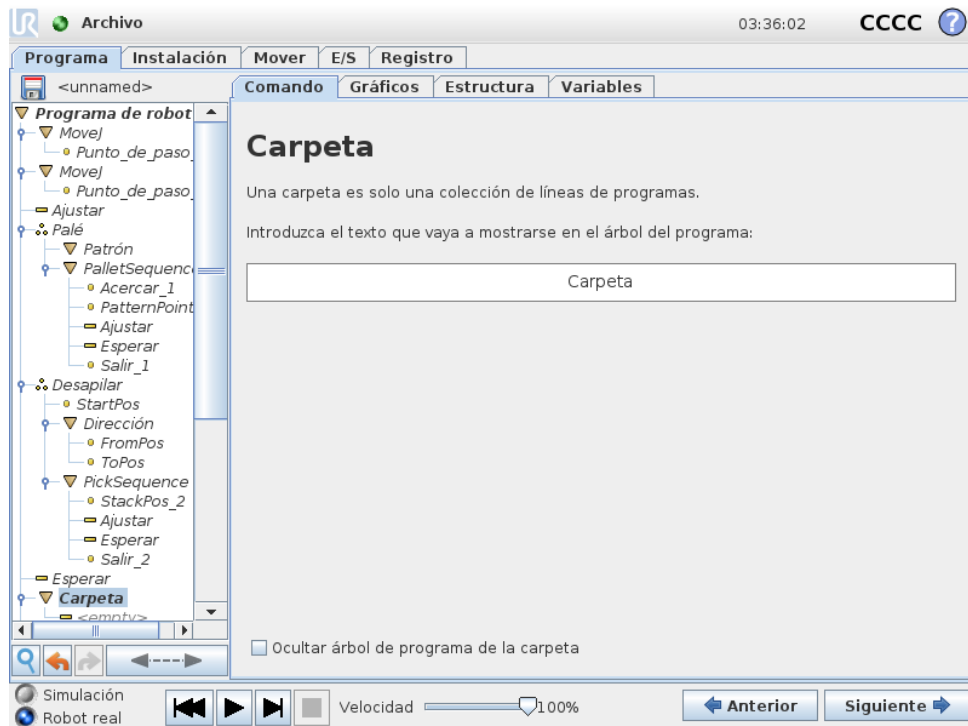 UR Archivo 03:36:02 CCCC ?
Programa Instalación Mover E/S Registro
<unnamed>
Comando Gráficos Estructura Variables
Programa de robot
MoveJ
Punto_de_paso_
MoveJ
Punto_de_paso_
Ajustar
Palé
Patrón
PalletSequence
Acercar_1
PatternPoint
Ajustar
Esperar
Salir_1
Desapilar
StartPos
Dirección
FromPos
ToPos
PickSequence
StackPos_2
Ajustar
Esperar
Salir_2
Esperar
Carpeta
<empty>
Carpeta
Una carpeta es solo una colección de líneas de programas.
Introduzca el texto que vaya a mostrarse en el árbol del programa:
Carpeta
Ocultar árbol de programa de la carpeta
Simulación
Robot real
Velocidad 100%
Anterior Siguiente